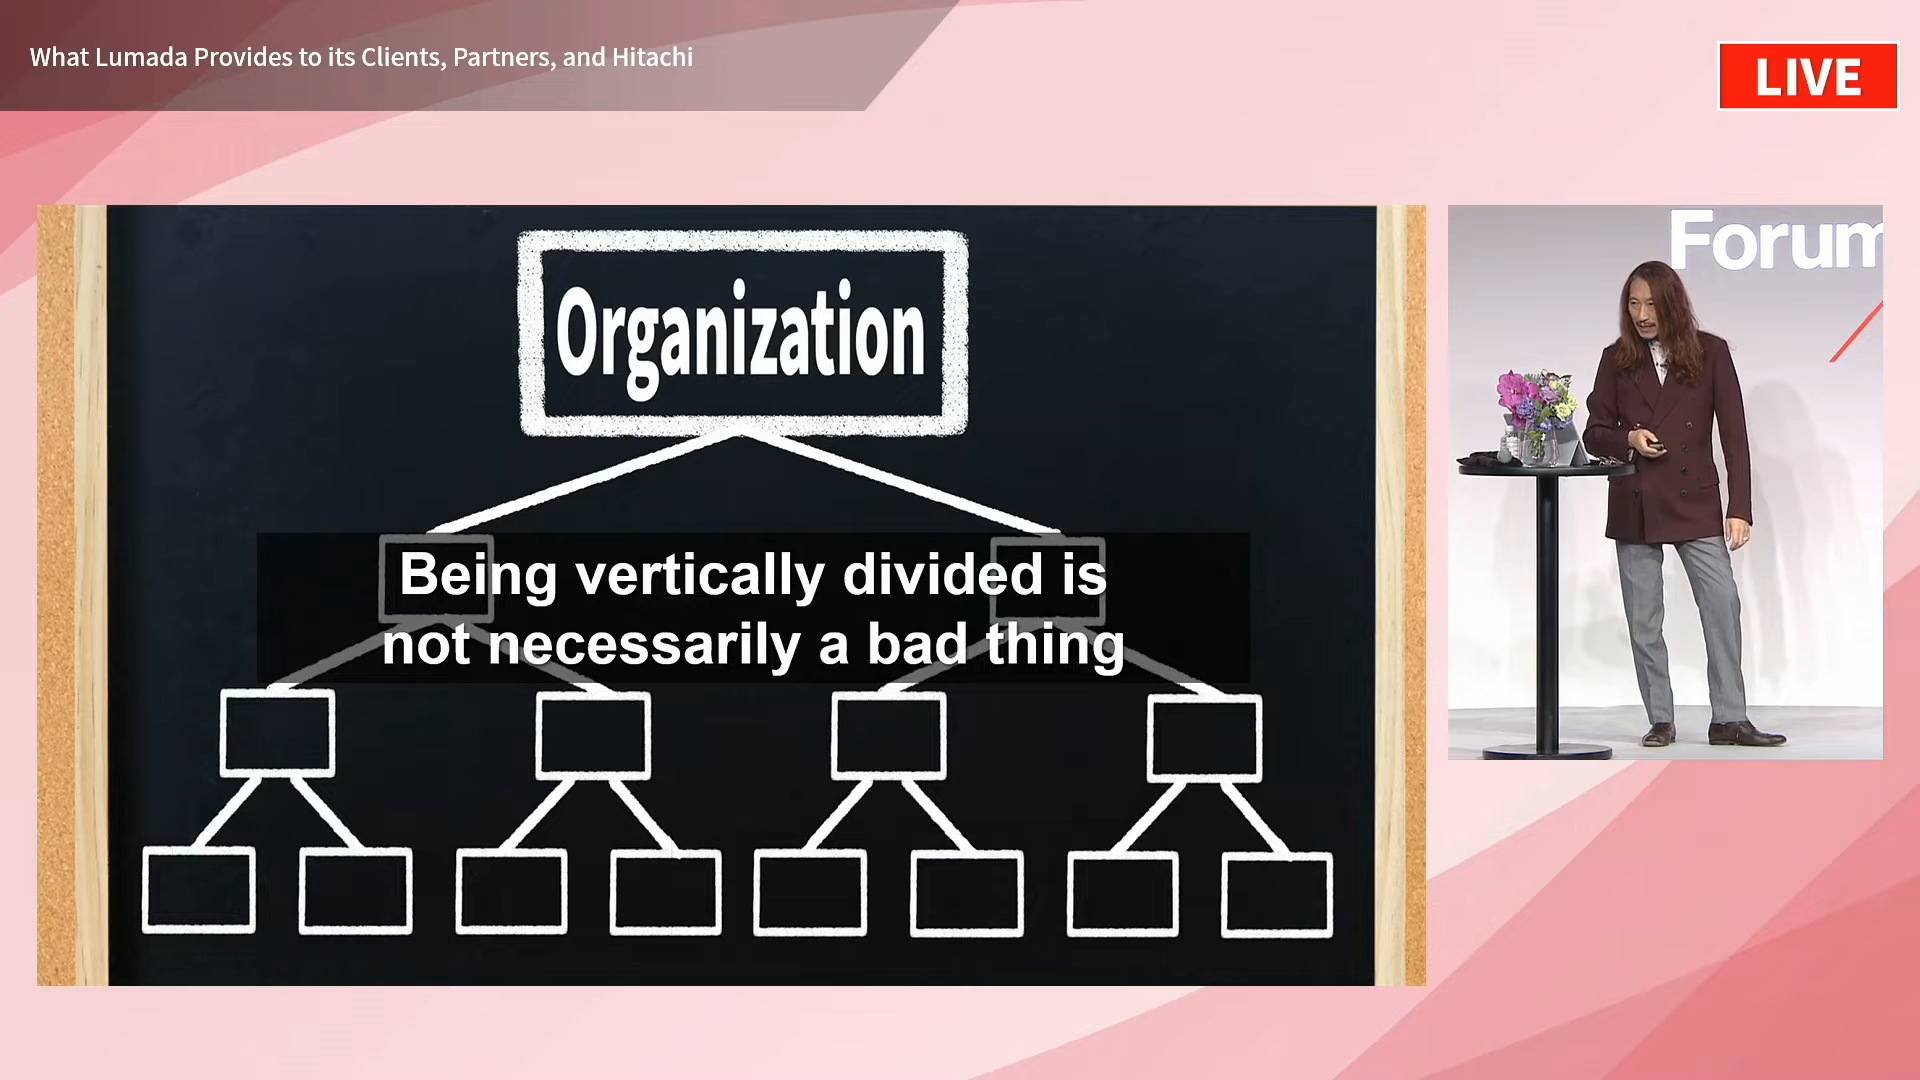 What Lumada Provides to its Clients, Partners, and Hitachi
LIVE
Forum
Organization
Being vertically divided is
not necessarily a bad thing